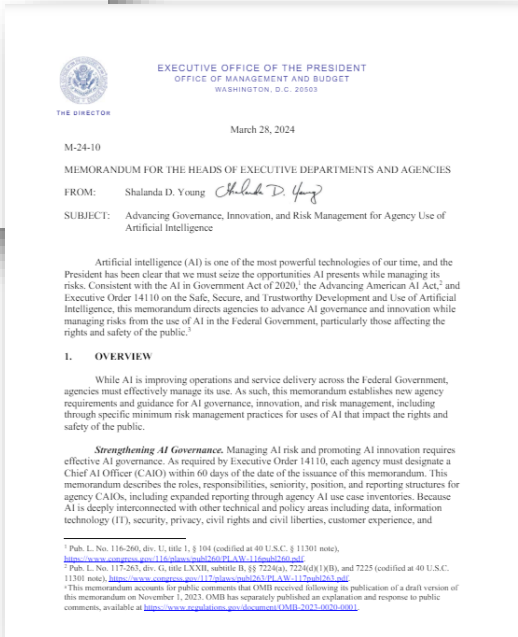 EXECUTIVE OFFICE OF THE PRESIDENT
OFFICE OF MANAGEMENT AND BUDGET
WASHINGTON, D.C. 20503
THE DIRECTOR
March 28, 2024
M-24-10
MEMORANDUM FOR THE HEADS OF EXECUTIVE DEPARTMENTS AND AGENCIES
FROM: Shalanda D. Young Shalanda D. Young
SUBJECT: Advancing Governance, Innovation, and Risk Management for Agency Use of
Artificial Intelligence
Artificial intelligence (AI) is one of the most powerful technologies of our time, and the
President has been clear that we must seize the opportunities AI presents while managing its
risks. Consistent with the AI in Government Act of 2020,¹ the Advancing American AI Act,² and
Executive Order 14110 on the Safe, Secure, and Trustworthy Development and Use of Artificial
Intelligence, this memorandum directs agencies to advance AI governance and innovation while
managing risks from the use of AI in the Federal Government, particularly those affecting the
rights and safety of the public.³
1. OVERVIEW
While AI is improving operations and service delivery across the Federal Government,
agencies must effectively manage its use. As such, this memorandum establishes new agency
requirements and guidance for AI governance, innovation, and risk management, including
through specific minimum risk management practices for uses of AI that impact the rights and
safety of the public.
Strengthening AI Governance. Managing AI risk and promoting AI innovation requires
effective AI governance. As required by Executive Order 14110, each agency must designate a
Chief AI Officer (CAIO) within 60 days of the date of the issuance of this memorandum. This
memorandum describes the roles, responsibilities, seniority, position, and reporting structures for
agency CAIOs, including expanded reporting through agency AI use case inventories. Because
AI is deeply interconnected with other technical and policy areas including data, information
technology (IT), security, privacy, civil rights and civil liberties, customer experience, and
¹ Pub. L. No. 116-260, div. U, title 1, § 104 (codified at 40 U.S.C. § 11301 note),
https://www.congress.gov/116/plaws/publ260/PLAW-116publ260.pdf.
² Pub. L. No. 117-263, div. G, title LXXII, subtitle B, §§ 7224(a), 7224(d)(1)(B), and 7225 (codified at 40 U.S.C.
11301 note), https://www.congress.gov/117/plaws/publ263/PLAW-117publ263.pdf.
³ This memorandum accounts for public comments that OMB received following its publication of a draft version of
this memorandum on November 1, 2023. OMB has separately published an explanation and response to public
comments, available at https://www.regulations.gov/document/OMB-2023-0020-0001.